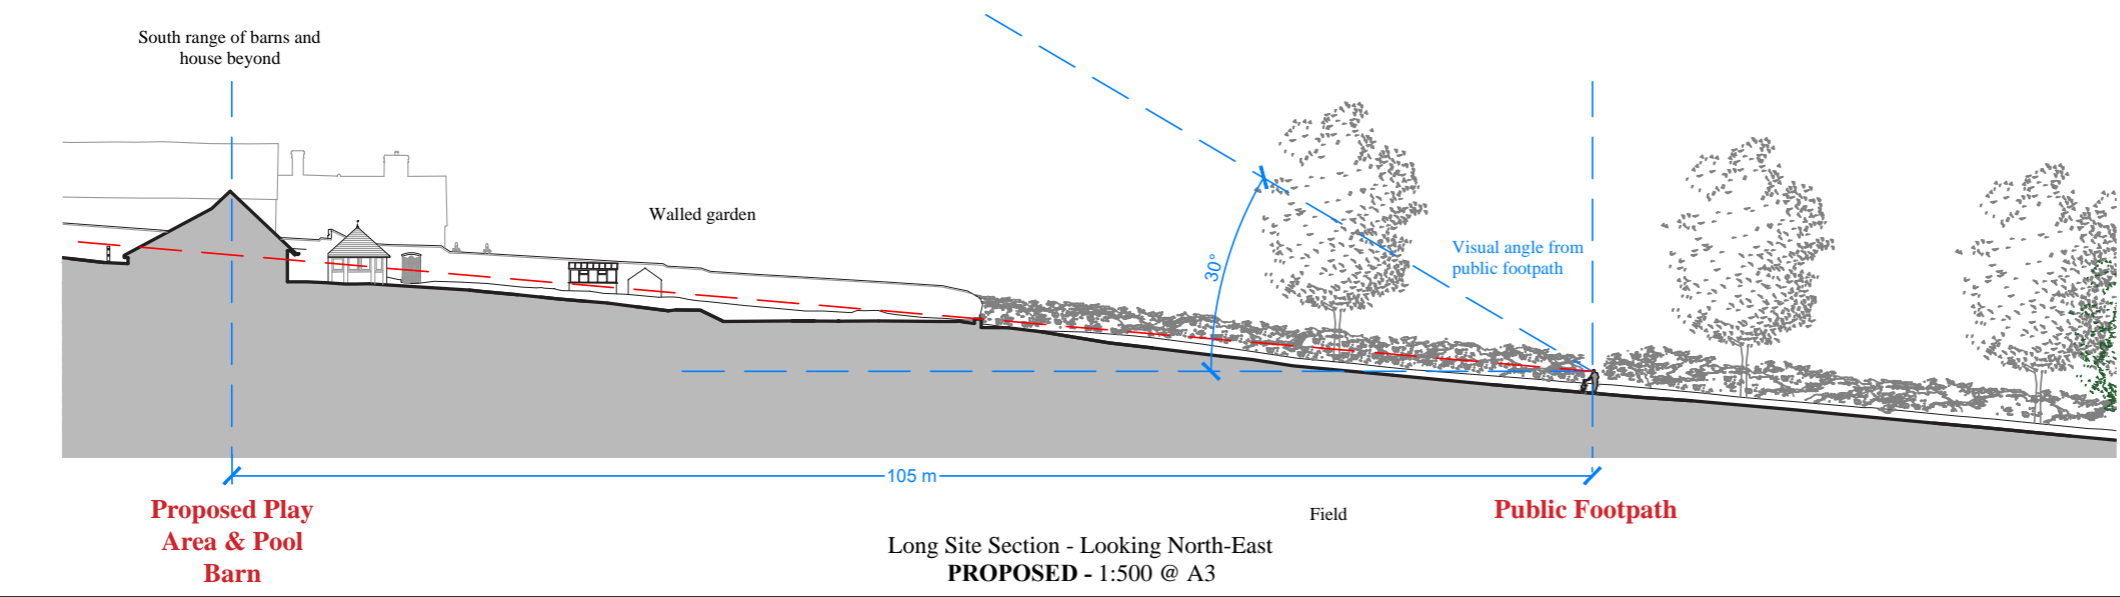 South range of barns and
house beyond
Walled garden
30°
Visual angle from
public footpath
105 m
Proposed Play
Area & Pool
Barn
Field
Public Footpath
Long Site Section - Looking North-East
PROPOSED - 1:500 @ A3